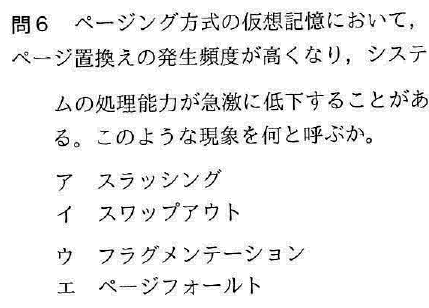 問6　ページング方式の仮想記憶において，
ページ置換えの発生頻度が高くなり，システ
ムの処理能力が急激に低下することがあ
る。このような現象を何と呼ぶか。
ア　スラッシング
イ　スワップアウト
ウ　フラグメンテーション
エ　ページフォールト